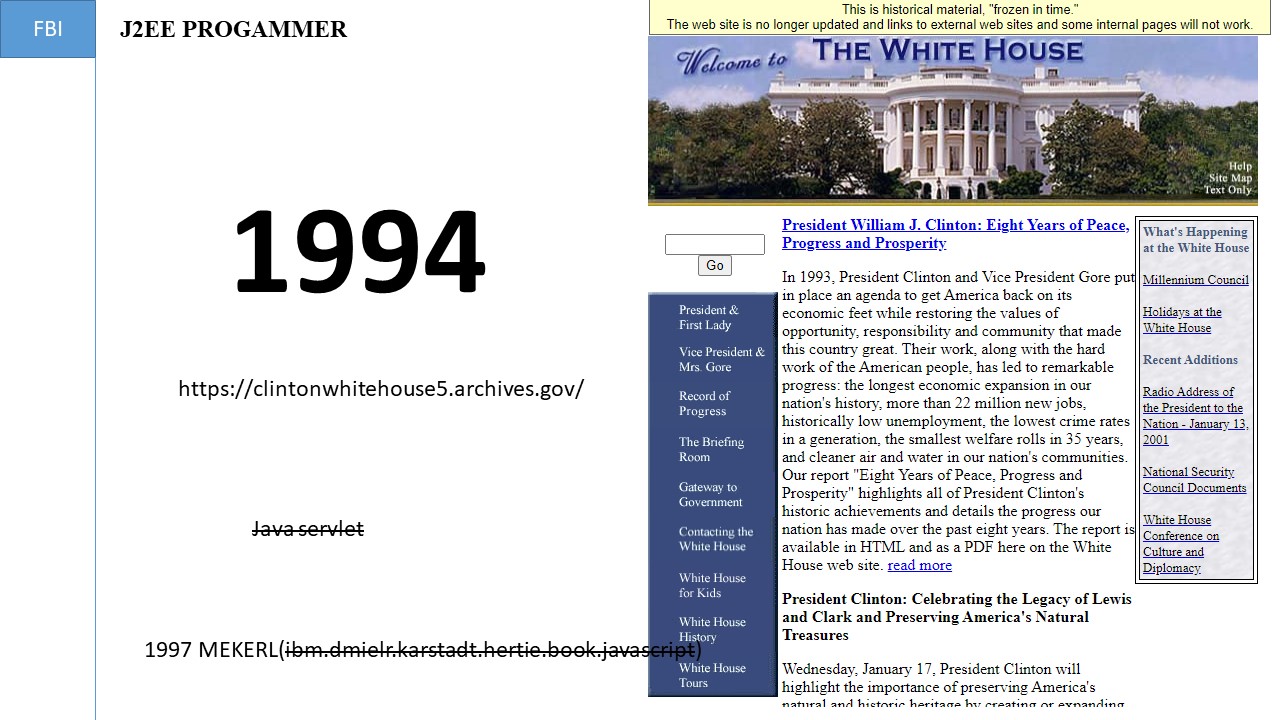 FBI
J2EE PROGAMMER
1994
https://clintonwhitehouse5.archives.gov/
Java servlet
1997 MEKERL(ibm.dmielr.karstadt.hertie.book.javascript)
This is historical material, "frozen in time."
The web site is no longer updated and links to external web sites and some internal pages will not work.
Welcome to THE WHITE HOUSE
Help
Site Map
Text Only
Go
President &
First Lady
Vice President &
Mrs. Gore
Record of
Progress
The Briefing
Room
Gateway to
Government
Contacting the
White House
White House
for Kids
White House
History
White House
Tours
President William J. Clinton: Eight Years of Peace,
Progress and Prosperity
In 1993, President Clinton and Vice President Gore put
in place an agenda to get America back on its
economic feet while restoring the values of
opportunity, responsibility and community that made
this country great. Their work, along with the hard
work of the American people, has led to remarkable
progress: the longest economic expansion in our
nation's history, more than 22 million new jobs,
historically low unemployment, the lowest crime rates
in a generation, the smallest welfare rolls in 35 years,
and cleaner air and water in our nation's communities.
Our report "Eight Years of Peace, Progress and
Prosperity" highlights all of President Clinton's
historic achievements and details the progress our
nation has made over the past eight years. The report is
available in HTML and as a PDF here on the White
House web site. read more
President Clinton: Celebrating the Legacy of Lewis
and Clark and Preserving America's Natural
Treasures
Wednesday, January 17, President Clinton will
highlight the importance of preserving America's
natural and historic heritage by creating or expanding
What's Happening
at the White House
Millennium Council
Holidays at the
White House
Recent Additions
Radio Address of
the President to the
Nation - January 13,
2001
National Security
Council Documents
White House
Conference on
Culture and
Diplomacy